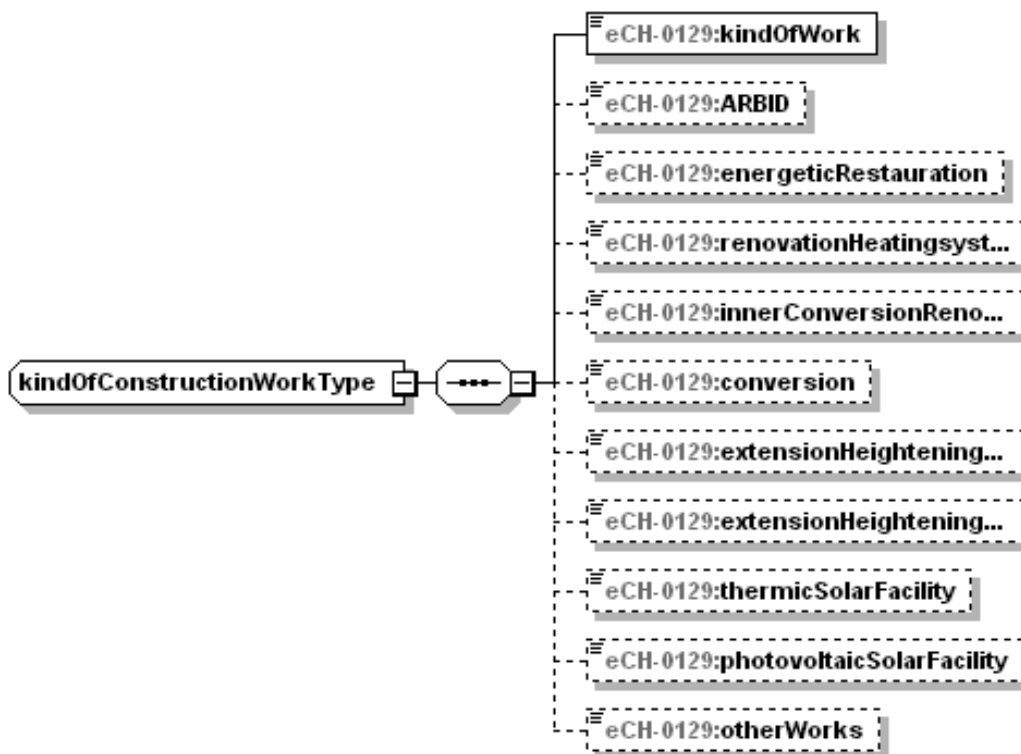 eCH-0129:kindOfWork
eCH-0129:ARBID
eCH-0129:energeticRestauration
eCH-0129:renovationHeatingsyst...
eCH-0129:innerConversionReno...
kindOfConstructionWorkType
eCH-0129:conversion
eCH-0129:extensionHeightening...
eCH-0129:extensionHeightening...
eCH-0129:thermicSolarFacility
eCH-0129:photovoltaicSolarFacility
eCH-0129:otherWorks